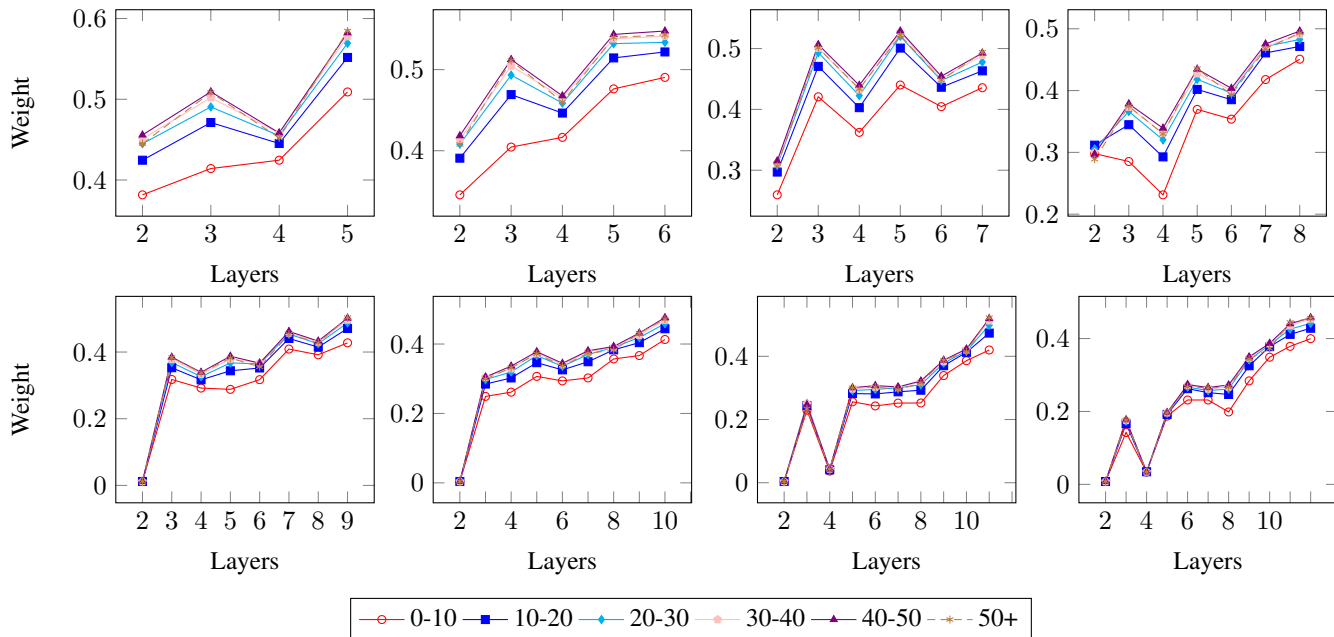 0.6 0.5 0.4
Weight
2 3 4 5
Layers
0.5 0.4
2 3 4 5 6
Layers
0.5 0.4 0.3
2 3 4 5 6 7
Layers
0.5 0.4 0.3 0.2
2 3 4 5 6 7 8
Layers
0.4 0.2 0
Weight
2 3 4 5 6 7 8 9
Layers
0.4 0.2 0
2 4 6 8 10
Layers
0.4 0.2 0
2 4 6 8 10
Layers
0.4 0.2 0
2 4 6 8 10
Layers
0-10 10-20 20-30 30-40 40-50 50+